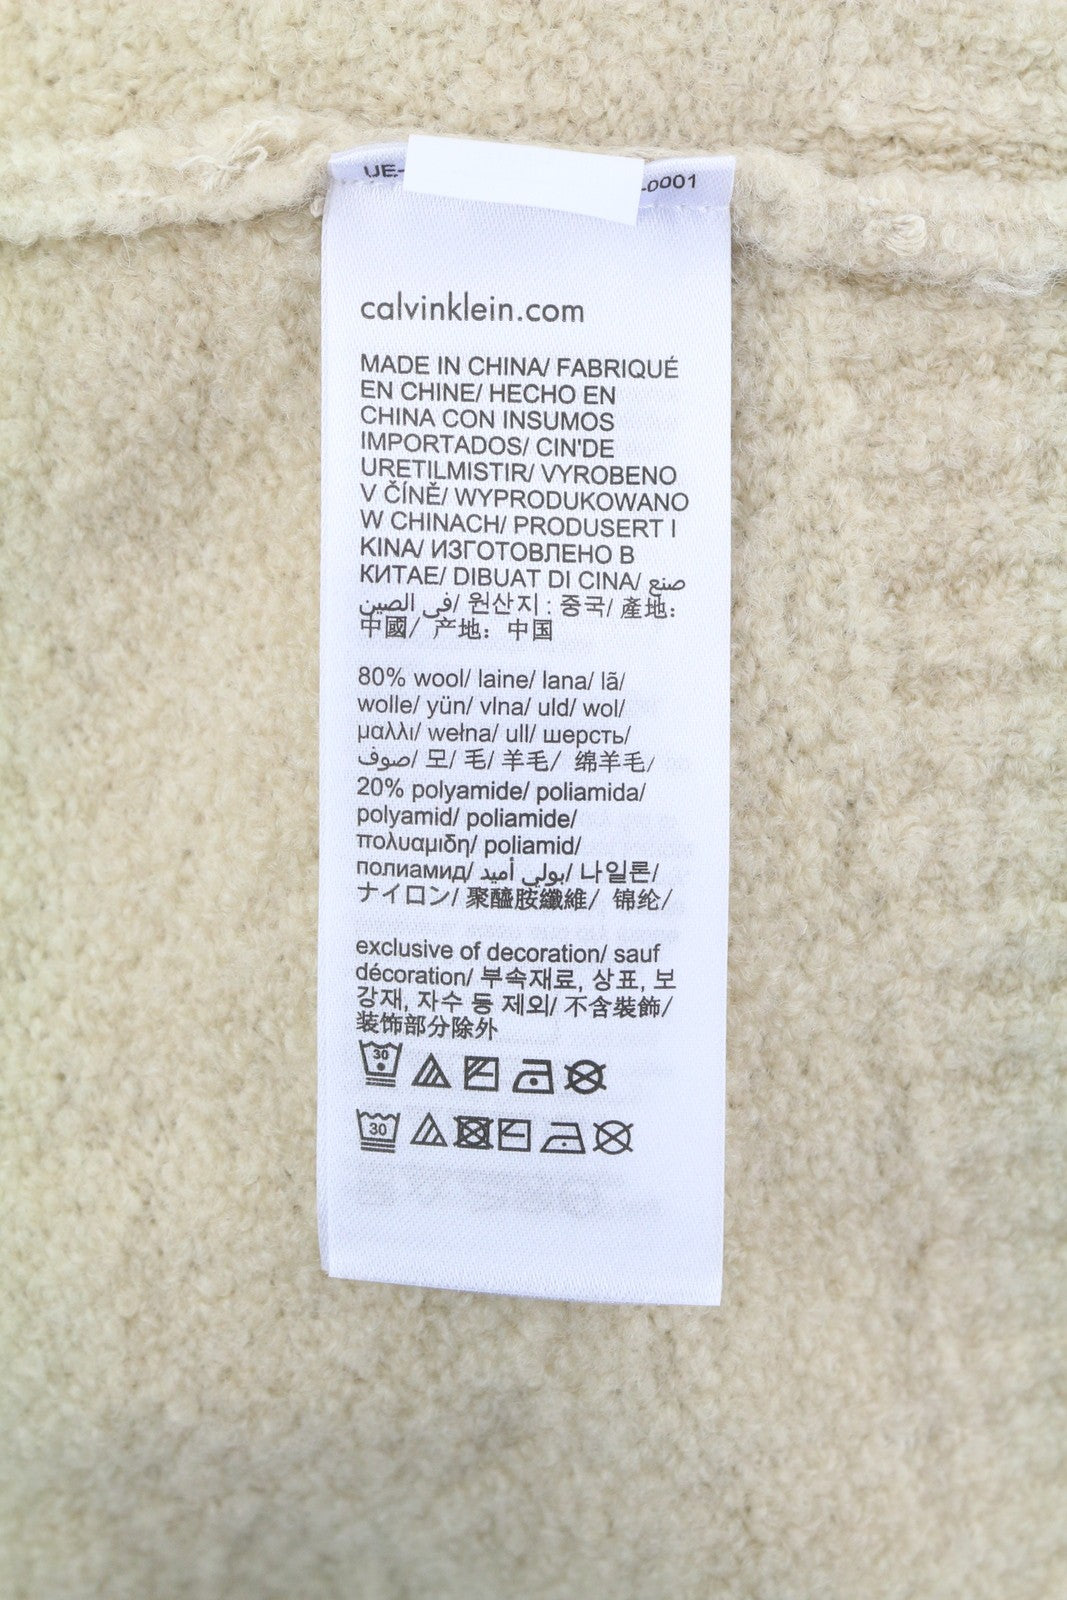 UE-
-0001
calvinklein.com
MADE IN CHINA/ FABRIQUÉ
EN CHINE/ HECHO EN
CHINA CON INSUMOS
IMPORTADOS/ CIN'DE
URETILMISTIR/ VYROBENO
V ČÍNĚ/ WYPRODUKOWANO
W CHINACH/ PRODUSERT I
KINA/ ИЗГОТОВЛЕНО В
КИТАЕ/ DIBUAT DI CINA/ صنع
في الصين/ 원산지 : 중국/ 產地:
中國/ 产地: 中国
80% wool/ laine/ lana/ lã/
wolle/ yün/ vlna/ uld/ wol/
μαλλι/ wełna/ ull/ шерсть/
صوف/ 모/ 毛/ 羊毛/ 绵羊毛/
20% polyamide/ poliamida/
polyamid/ poliamide/
πολυαμιδη/ poliamid/
полиамид/ بولي أميد/ 나일론/
ナイロン/ 聚醯胺纖維/ 锦纶/
exclusive of decoration/ sauf
décoration/ 부속재료, 상표, 보
강재, 자수 등 제외/ 不含裝飾/
装饰部分除外
30
30